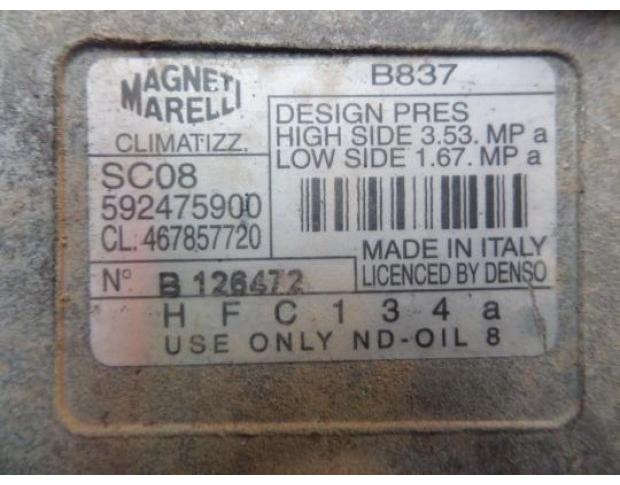 MAGNETI
MARELLI
CLIMATIZZ.
B837
DESIGN PRES
HIGH SIDE 3.53. MP a
LOW SIDE 1.67. MP a
SC08
592475900
CL: 467857720
MADE IN ITALY
LICENCED BY DENSO
N° B 126472
H F C 1 3 4 a
USE ONLY ND-OIL 8